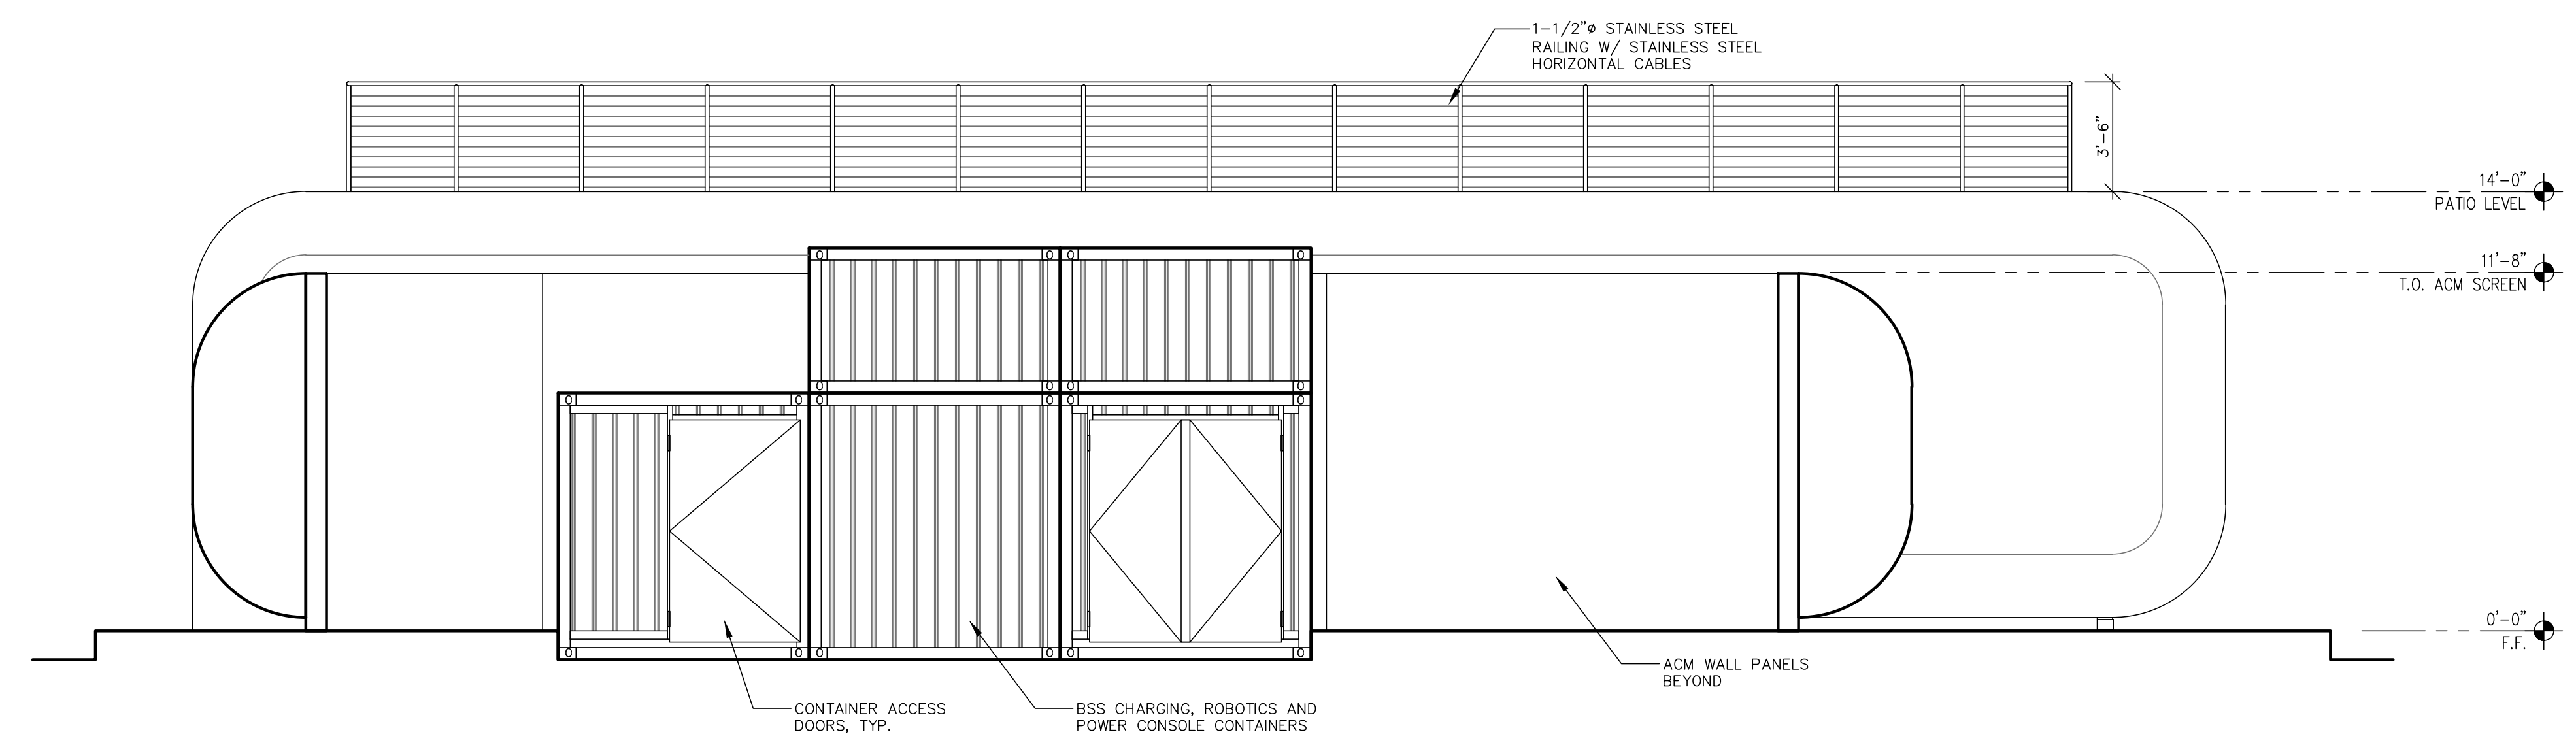 1-1/2"ø STAINLESS STEEL
RAILING W/ STAINLESS STEEL
HORIZONTAL CABLES
3'-6"
14'-0"
PATIO LEVEL
11'-8"
T.O. ACM SCREEN
0'-0"
F.F.
ACM WALL PANELS
BEYOND
CONTAINER ACCESS
DOORS, TYP.
BSS CHARGING, ROBOTICS AND
POWER CONSOLE CONTAINERS